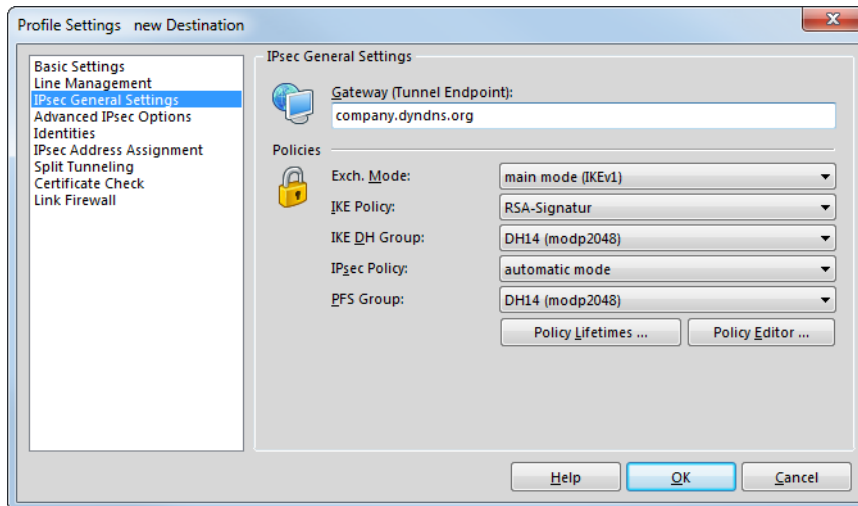 Profile Settings new Destination
Basic Settings
Line Management
IPsec General Settings
Advanced IPsec Options
Identities
IPsec Address Assignment
Split Tunneling
Certificate Check
Link Firewall
IPsec General Settings
Gateway (Tunnel Endpoint):
company.dyndns.org
Policies
Exch. Mode: main mode (IKEv1)
IKE Policy: RSA-Signatur
IKE DH Group: DH14 (modp2048)
IPsec Policy: automatic mode
PFS Group: DH14 (modp2048)
Policy Lifetimes ... Policy Editor ...
Help OK Cancel